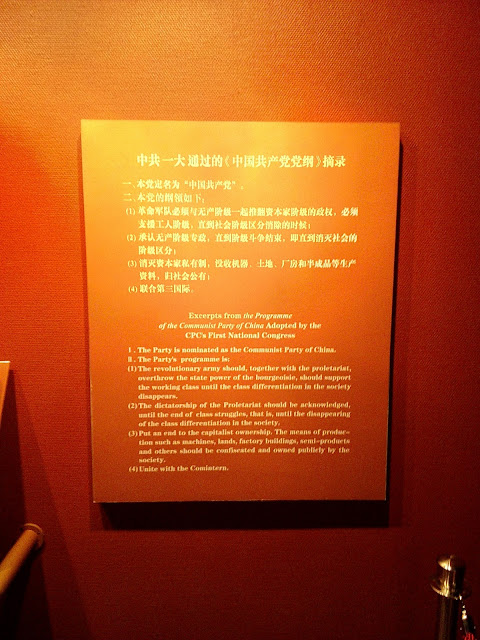 中共一大通过的《中国共产党党纲》摘录
一、本党定名为“中国共产党”。
二、本党的纲领如下：
(1) 革命军队必须与无产阶级一起推翻资本家阶级的政权，必须
支援工人阶级，直到社会阶级区分消除的时候；
(2) 承认无产阶级专政，直到阶级斗争结束，即直到消灭社会的
阶级区分；
(3) 消灭资本家私有制，没收机器、土地、厂房和半成品等生产
资料，归社会公有；
(4) 联合第三国际。
Excerpts from the Programme
of the Communist Party of China Adopted by the
CPC's First National Congress
I. The Party is nominated as the Communist Party of China.
II. The Party's programme is:
(1) The revolutionary army should, together with the proletariat,
overthrow the state power of the bourgeoisie, should support
the working class until the class differentiation in the society
disappears.
(2) The dictatorship of the Proletariat should be acknowledged,
until the end of class struggles, that is, until the disappearing
of the class differentiation in the society.
(3) Put an end to the capitalist ownership. The means of produc-
tion such as machines, lands, factory buildings, semi-products
and others should be confiscated and owned publicly by the
society.
(4) Unite with the Comintern.